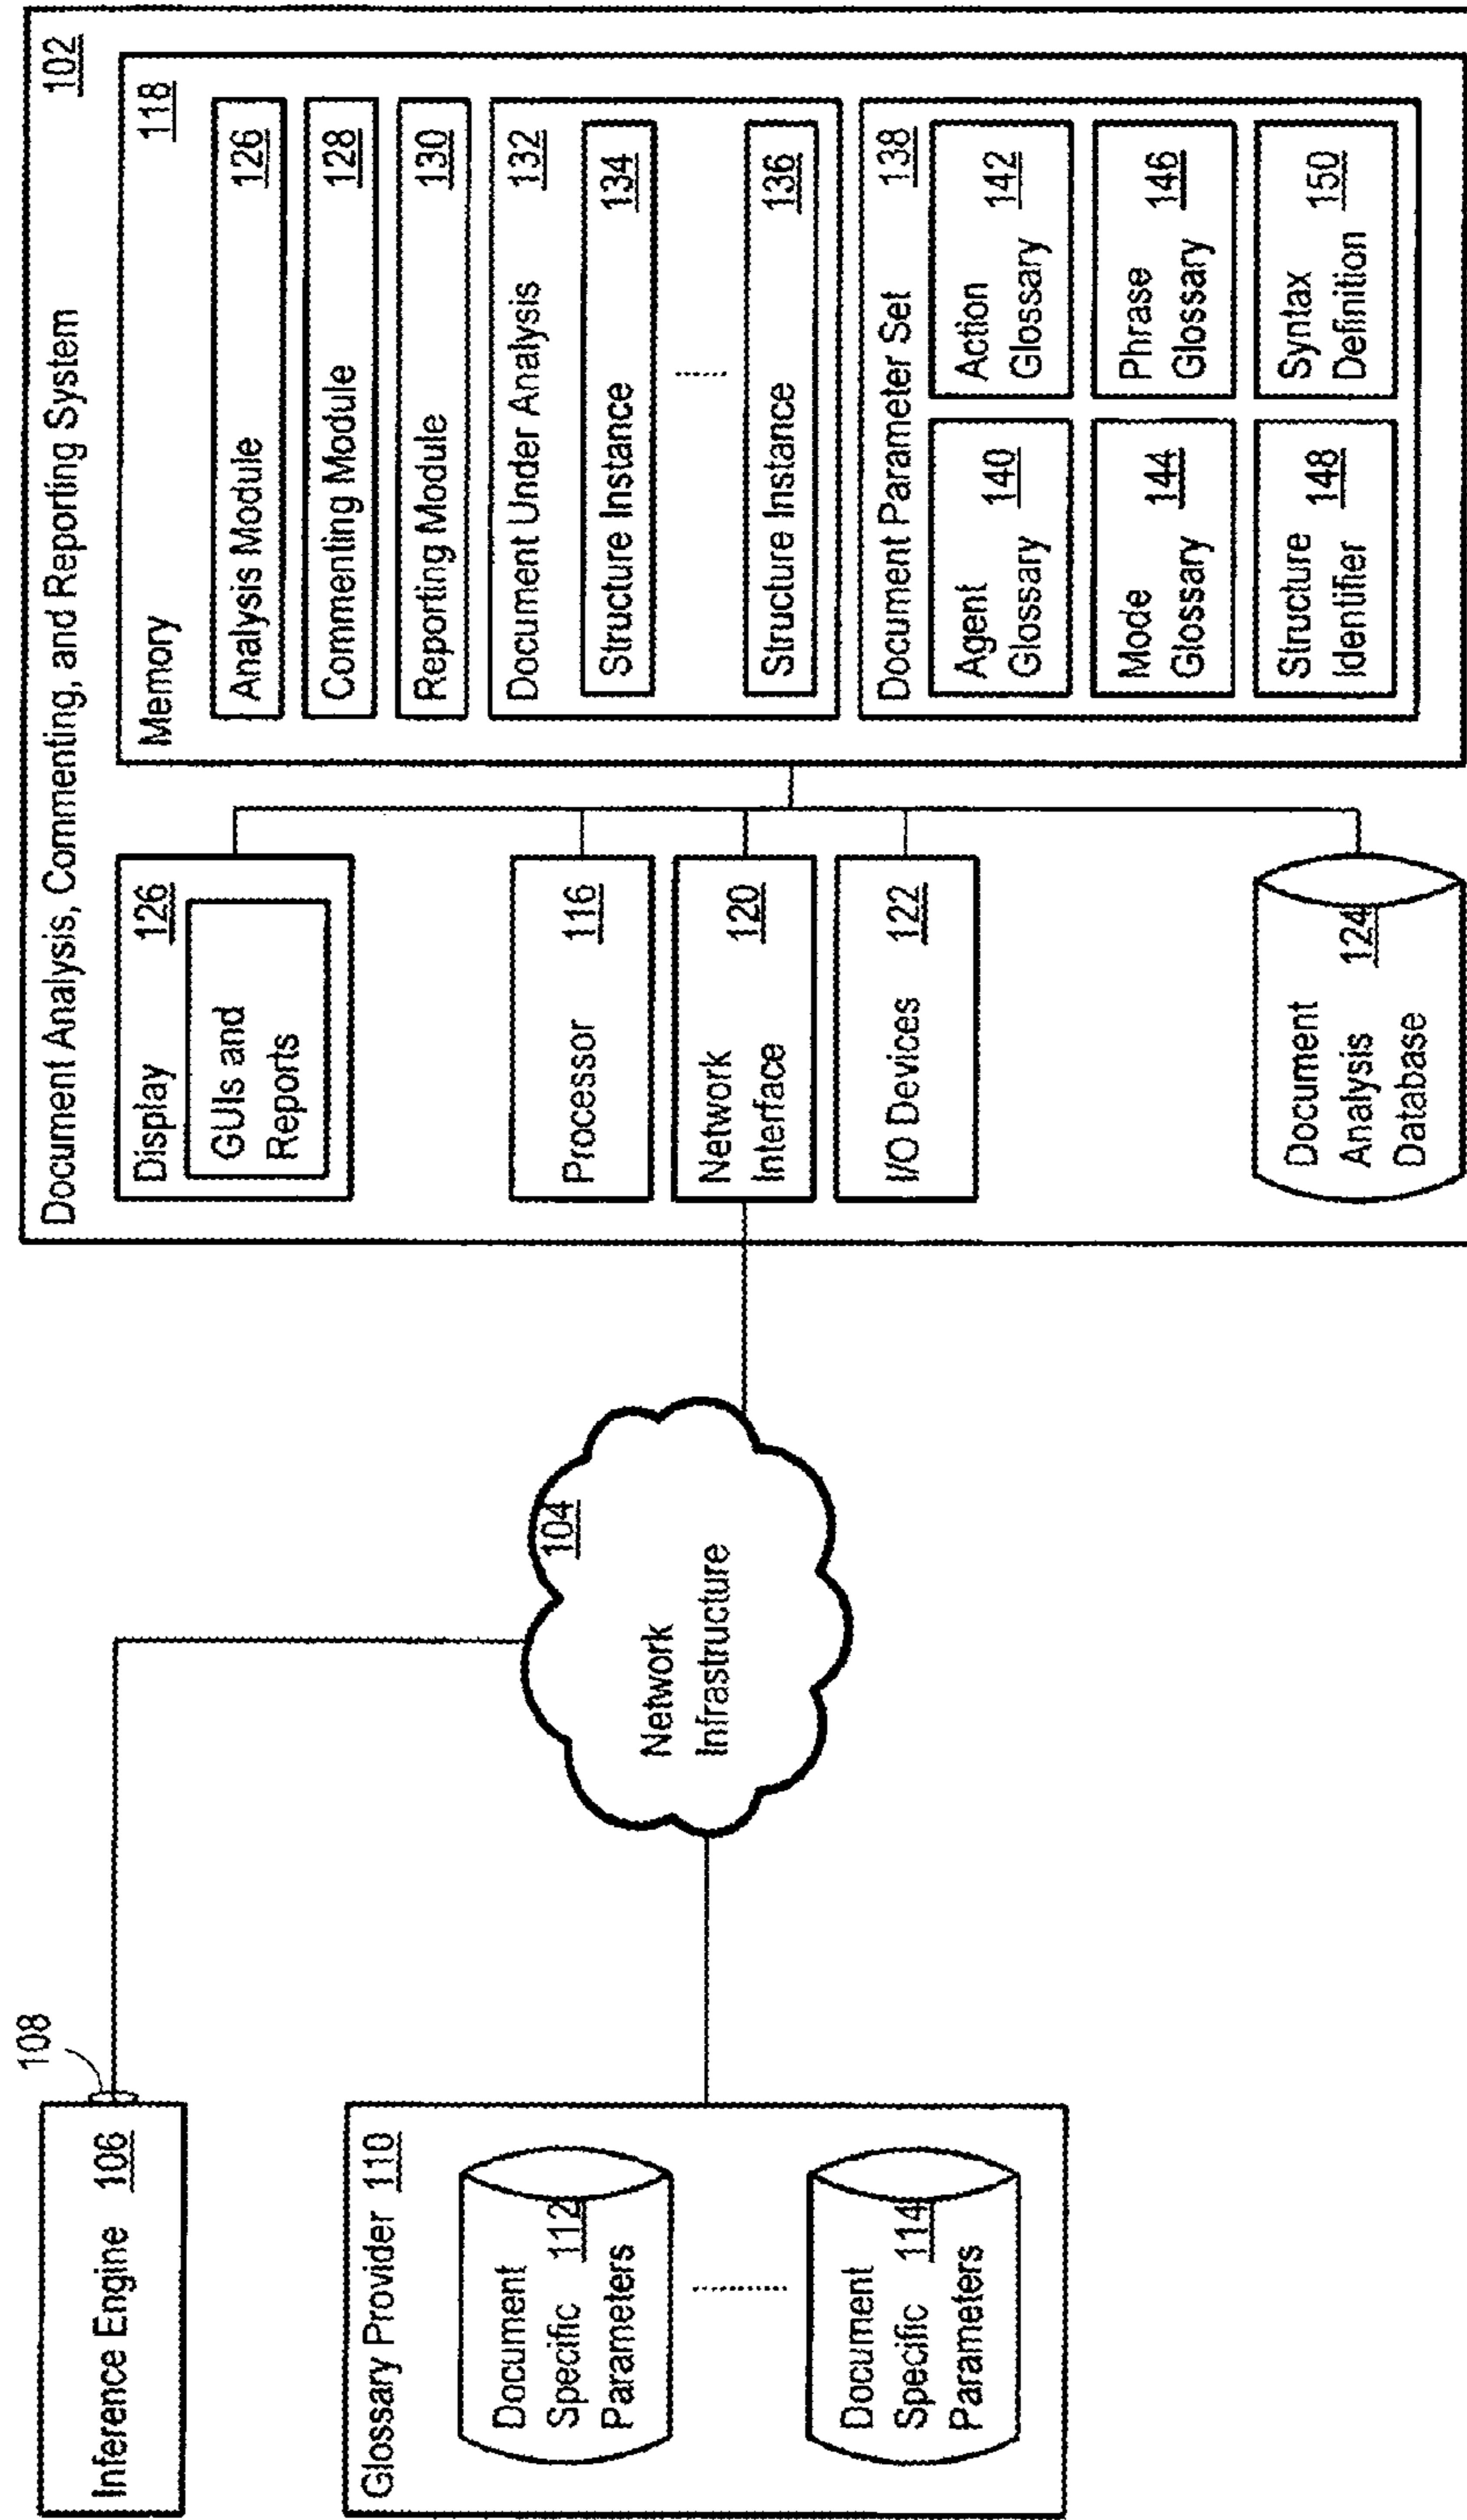 Document Analysis, Commenting, and Reporting System 102
Display 126
GUIs and
Reports
Processor 116
Network 120
Interface
I/O Devices 122
Document
Analysis 124
Database
Memory 118
Analysis Module 126
Commenting Module 128
Reporting Module 130
Document Under Analysis 132
Structure Instance 134
Structure Instance 136
Document Parameter Set 138
Agent 140
Glossary
Action 142
Glossary
Mode 144
Glossary
Phrase 146
Glossary
Structure 148
Identifier
Syntax 150
Definition
104
Network
Infrastructure
108
Inference Engine 106
Glossary Provider 110
Document
Specific 112
Parameters
Document
Specific 114
Parameters